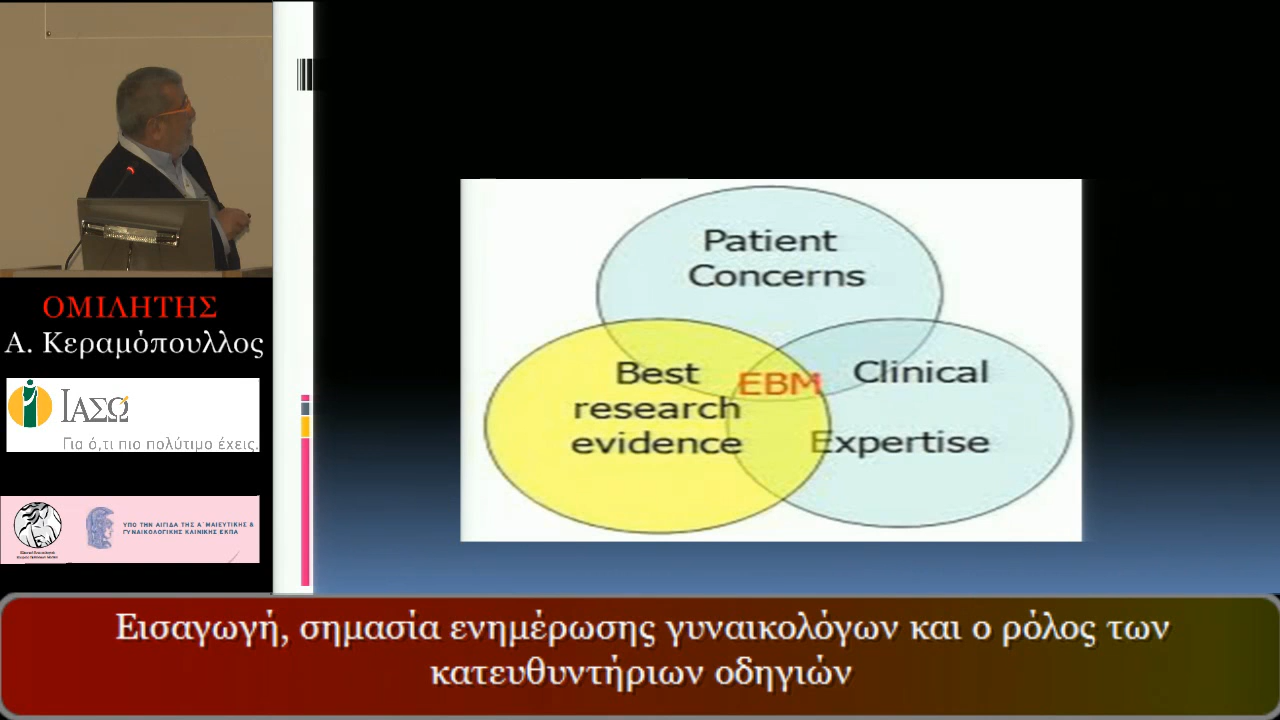 ΟΜΙΛΗΤΗΣ
Α. Κεραμόπουλλος
ΙΑΣΩ
Για ό,τι πιο πολύτιμο έχεις.
ΥΠΟ ΤΗΝ ΑΙΓΙΔΑ ΤΗΣ Α΄ ΜΑΙΕΥΤΙΚΗΣ &
ΓΥΝΑΙΚΟΛΟΓΙΚΗΣ ΚΛΙΝΙΚΗΣ ΕΚΠΑ
Patient
Concerns
Best
research
evidence
EBM
Clinical
Expertise
Εισαγωγή, σημασία ενημέρωσης γυναικολόγων και ο ρόλος των
κατευθυντήριων οδηγιών